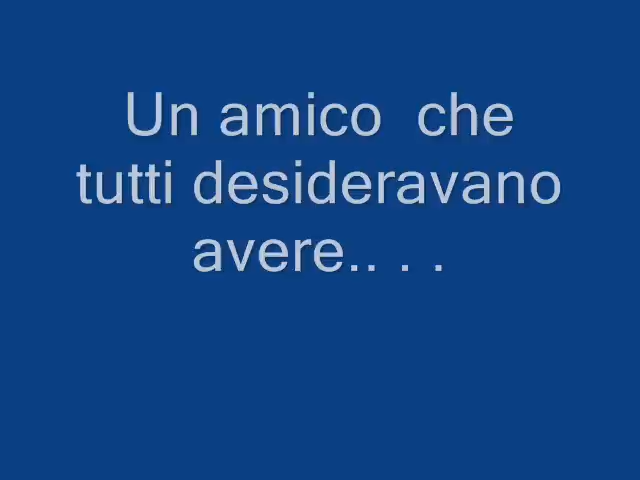 Un amico  che
tutti desideravano
avere.. . .